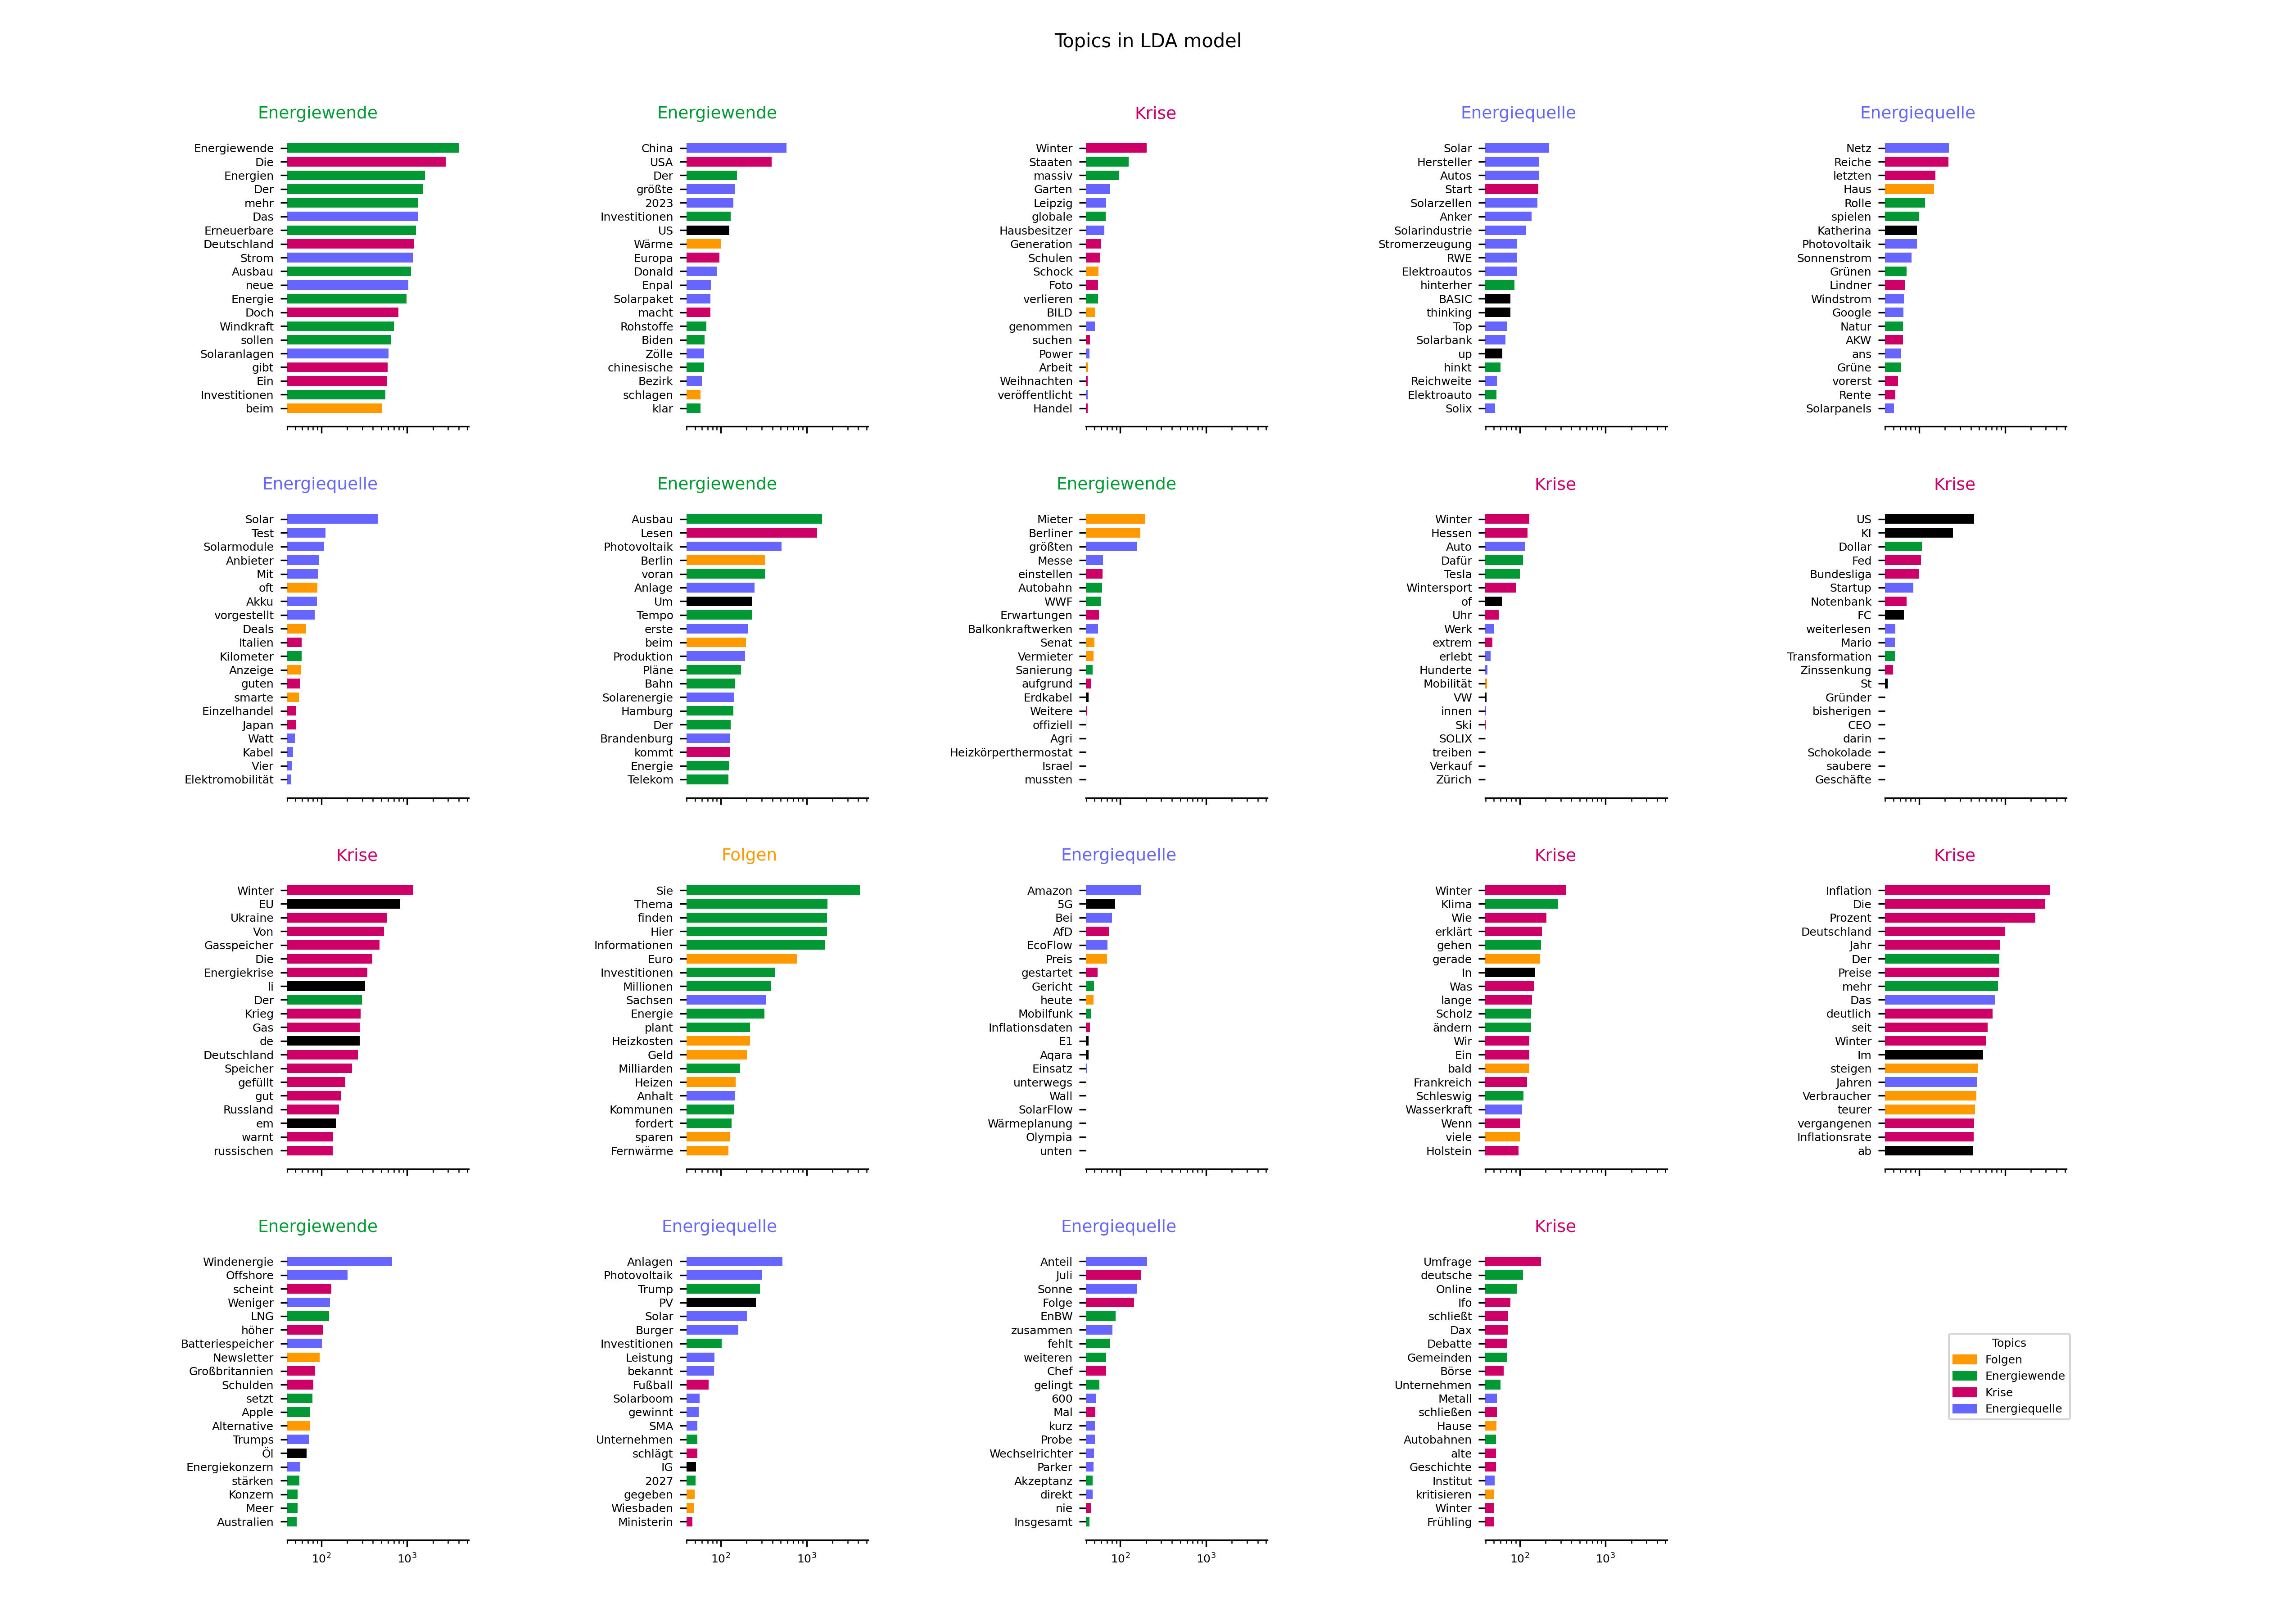 Topics in LDA model
Energiewende
Energiewende
Die
Energien
Der
mehr
Das
Erneuerbare
Deutschland
Strom
Ausbau
neue
Energie
Doch
Windkraft
sollen
Solaranlagen
gibt
Ein
Investitionen
beim
Energiewende
China
USA
Der
größte
2023
Investitionen
US
Wärme
Europa
Donald
Enpal
Solarpaket
macht
Rohstoffe
Biden
Zölle
chinesische
Bezirk
schlagen
klar
Krise
Winter
Staaten
massiv
Garten
Leipzig
globale
Hausbesitzer
Generation
Schulen
Schock
Foto
verlieren
BILD
genommen
suchen
Power
Arbeit
Weihnachten
veröffentlicht
Handel
Energiequelle
Solar
Hersteller
Autos
Start
Solarzellen
Anker
Solarindustrie
Stromerzeugung
RWE
Elektroautos
hinterher
BASIC
thinking
Top
Solarbank
up
hinkt
Reichweite
Elektroauto
Solix
Energiequelle
Netz
Reiche
letzten
Haus
Rolle
spielen
Katherina
Photovoltaik
Sonnenstrom
Grünen
Lindner
Windstrom
Google
Natur
AKW
ans
Grüne
vorerst
Rente
Solarpanels
Energiequelle
Solar
Test
Solarmodule
Anbieter
Mit
oft
Akku
vorgestellt
Deals
Italien
Kilometer
Anzeige
guten
smarte
Einzelhandel
Japan
Watt
Kabel
Vier
Elektromobilität
Energiewende
Ausbau
Lesen
Photovoltaik
Berlin
voran
Anlage
Um
Tempo
erste
beim
Produktion
Pläne
Bahn
Solarenergie
Hamburg
Der
Brandenburg
kommt
Energie
Telekom
Energiewende
Mieter
Berliner
größten
Messe
einstellen
Autobahn
WWF
Erwartungen
Balkonkraftwerken
Senat
Vermieter
Sanierung
aufgrund
Erdkabel
Weitere
offiziell
Agri
Heizkörperthermostat
Israel
mussten
Krise
Winter
Hessen
Auto
Dafür
Tesla
Wintersport
of
Uhr
Werk
extrem
erlebt
Hunderte
Mobilität
VW
innen
Ski
SOLIX
treiben
Verkauf
Zürich
Krise
US
KI
Dollar
Fed
Bundesliga
Startup
Notenbank
FC
weiterlesen
Mario
Transformation
Zinssenkung
St
Gründer
bisherigen
CEO
darin
Schokolade
saubere
Geschäfte
Krise
Winter
EU
Ukraine
Von
Gasspeicher
Die
Energiekrise
li
Der
Krieg
Gas
de
Deutschland
Speicher
gefüllt
gut
Russland
em
warnt
russischen
Folgen
Sie
Thema
finden
Hier
Informationen
Euro
Investitionen
Millionen
Sachsen
Energie
plant
Heizkosten
Geld
Milliarden
Heizen
Anhalt
Kommunen
fordert
sparen
Fernwärme
Energiequelle
Amazon
5G
Bei
AfD
EcoFlow
Preis
gestartet
Gericht
heute
Mobilfunk
Inflationsdaten
E1
Aqara
Einsatz
unterwegs
Wall
SolarFlow
Wärmeplanung
Olympia
unten
Krise
Winter
Klima
Wie
erklärt
gehen
gerade
In
Was
lange
Scholz
ändern
Wir
Ein
bald
Frankreich
Schleswig
Wasserkraft
Wenn
viele
Holstein
Krise
Inflation
Die
Prozent
Deutschland
Jahr
Der
Preise
mehr
Das
deutlich
seit
Winter
Im
steigen
Jahren
Verbraucher
teurer
vergangenen
Inflationsrate
ab
Energiewende
Windenergie
Offshore
scheint
Weniger
LNG
höher
Batteriespeicher
Newsletter
Großbritannien
Schulden
setzt
Apple
Alternative
Trumps
Öl
Energiekonzern
stärken
Konzern
Meer
Australien
10² 10³
Energiequelle
Anlagen
Photovoltaik
Trump
PV
Solar
Burger
Investitionen
Leistung
bekannt
Fußball
Solarboom
gewinnt
SMA
Unternehmen
schlägt
IG
2027
gegeben
Wiesbaden
Ministerin
10² 10³
Energiequelle
Anteil
Juli
Sonne
Folge
EnBW
zusammen
fehlt
weiteren
Chef
gelingt
600
Mal
kurz
Probe
Wechselrichter
Parker
Akzeptanz
direkt
nie
Insgesamt
10² 10³
Krise
Umfrage
deutsche
Online
Ifo
schließt
Dax
Debatte
Gemeinden
Börse
Unternehmen
Metall
schließen
Hause
Autobahnen
alte
Geschichte
Institut
kritisieren
Winter
Frühling
10² 10³
Topics
Folgen
Energiewende
Krise
Energiequelle